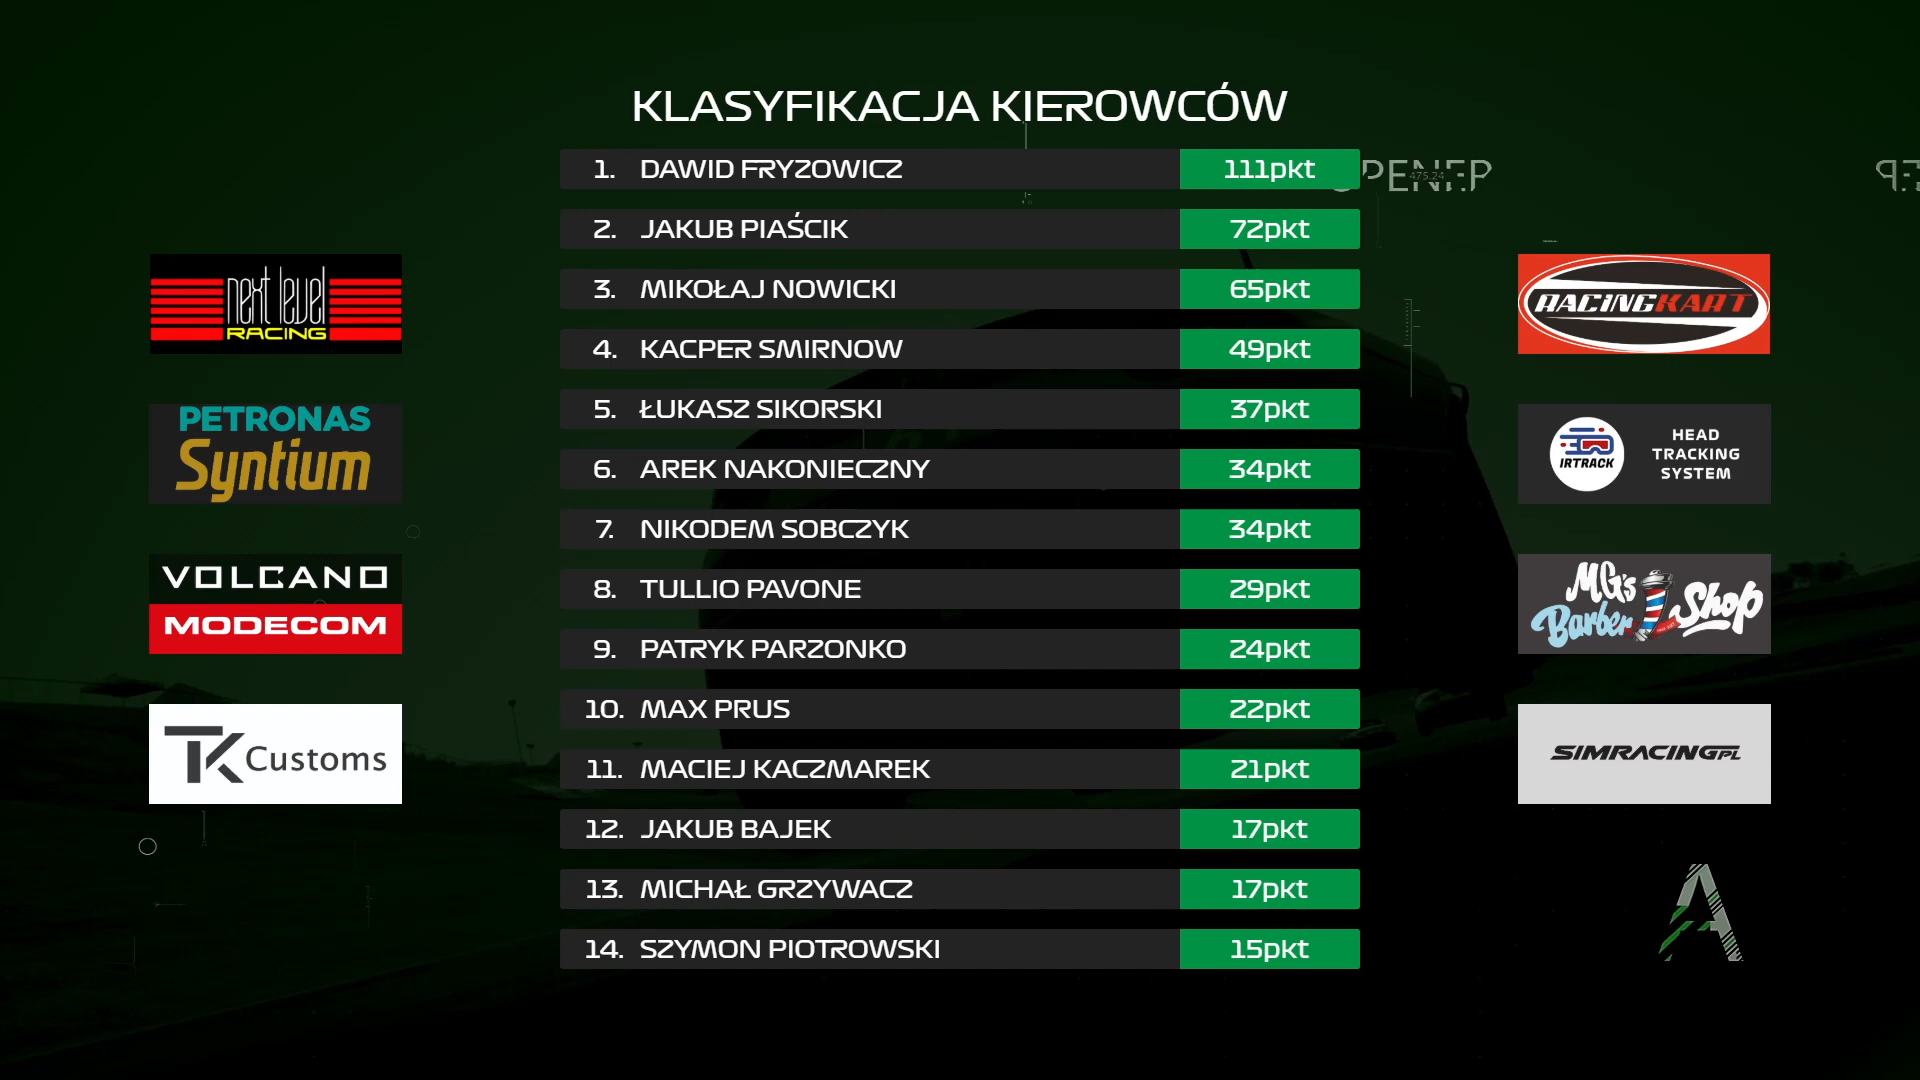 KLASYFIKACJA KIEROWCÓW
1. DAWID FRYZOWICZ 111pkt
2. JAKUB PIAŚCIK 72pkt
3. MIKOŁAJ NOWICKI 65pkt
4. KACPER SMIRNOW 49pkt
5. ŁUKASZ SIKORSKI 37pkt
6. AREK NAKONIECZNY 34pkt
7. NIKODEM SOBCZYK 34pkt
8. TULLIO PAVONE 29pkt
9. PATRYK PARZONKO 24pkt
10. MAX PRUS 22pkt
11. MACIEJ KACZMAREK 21pkt
12. JAKUB BAJEK 17pkt
13. MICHAŁ GRZYWACZ 17pkt
14. SZYMON PIOTROWSKI 15pkt
next level
RACING
PETRONAS
Syntium
VOLCANO
MODECOM
TK Customs
RACINGKART
IRTRACK
HEAD
TRACKING
SYSTEM
MG's
Barber Shop
SIMRACINGPL
A
475.24